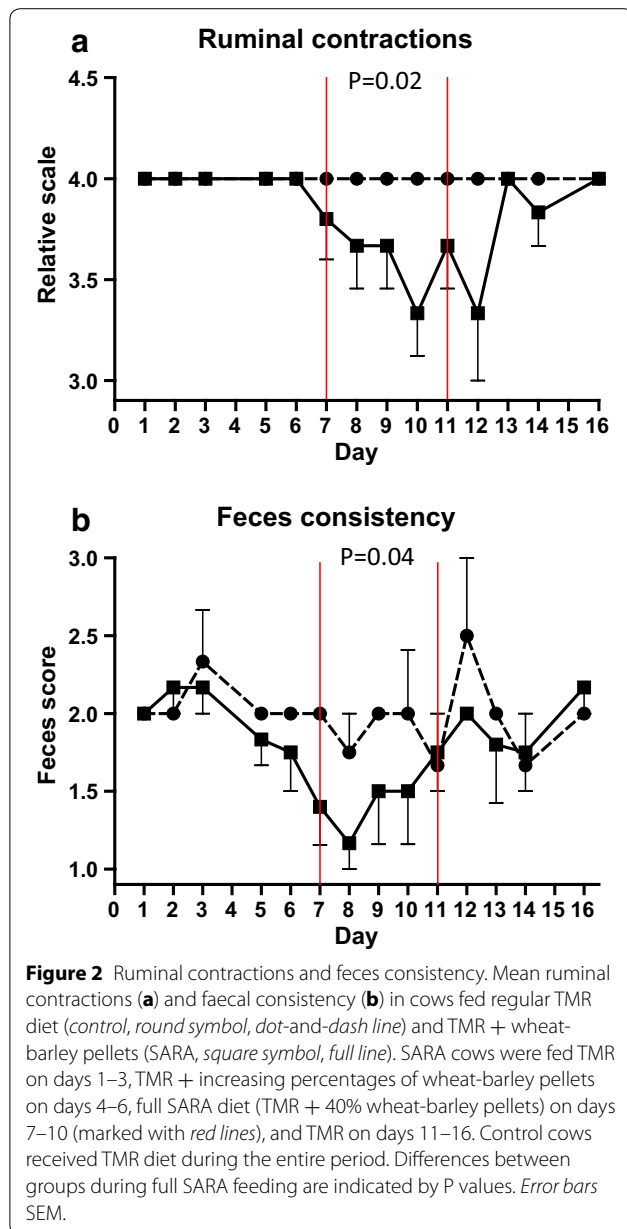 a Ruminal contractions
P=0.02
4.5
4.0
3.5
3.0
Relative scale
0 1 2 3 4 5 6 7 8 9 10 11 12 13 14 15 16
Day
b Feces consistency
P=0.04
3.0
2.5
2.0
1.5
1.0
Feces score
0 1 2 3 4 5 6 7 8 9 10 11 12 13 14 15 16
Day
Figure 2 Ruminal contractions and feces consistency. Mean ruminal
contractions (a) and faecal consistency (b) in cows fed regular TMR
diet (control, round symbol, dot-and-dash line) and TMR + wheat-
barley pellets (SARA, square symbol, full line). SARA cows were fed TMR
on days 1–3, TMR + increasing percentages of wheat-barley pellets
on days 4–6, full SARA diet (TMR + 40% wheat-barley pellets) on days
7–10 (marked with red lines), and TMR on days 11–16. Control cows
received TMR diet during the entire period. Differences between
groups during full SARA feeding are indicated by P values. Error bars
SEM.